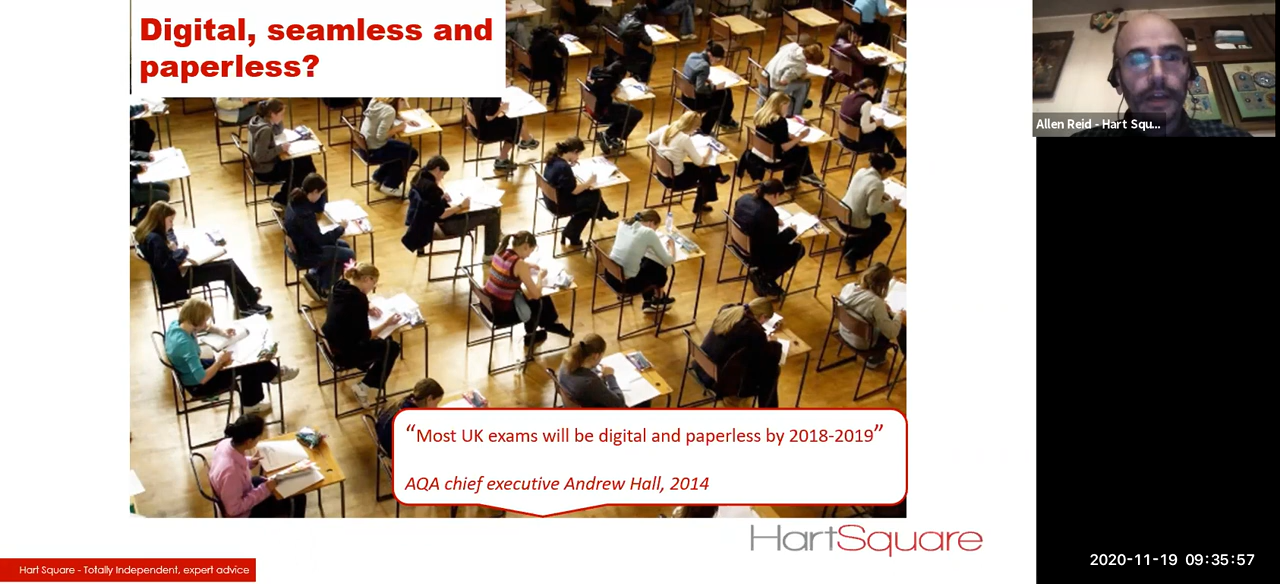 Digital, seamless and
paperless?
Allen Reid - Hart Squ...
“Most UK exams will be digital and paperless by 2018-2019”
AQA chief executive Andrew Hall, 2014
HartSquare
Hart Square - Totally Independent, expert advice
2020-11-19 09:35:57